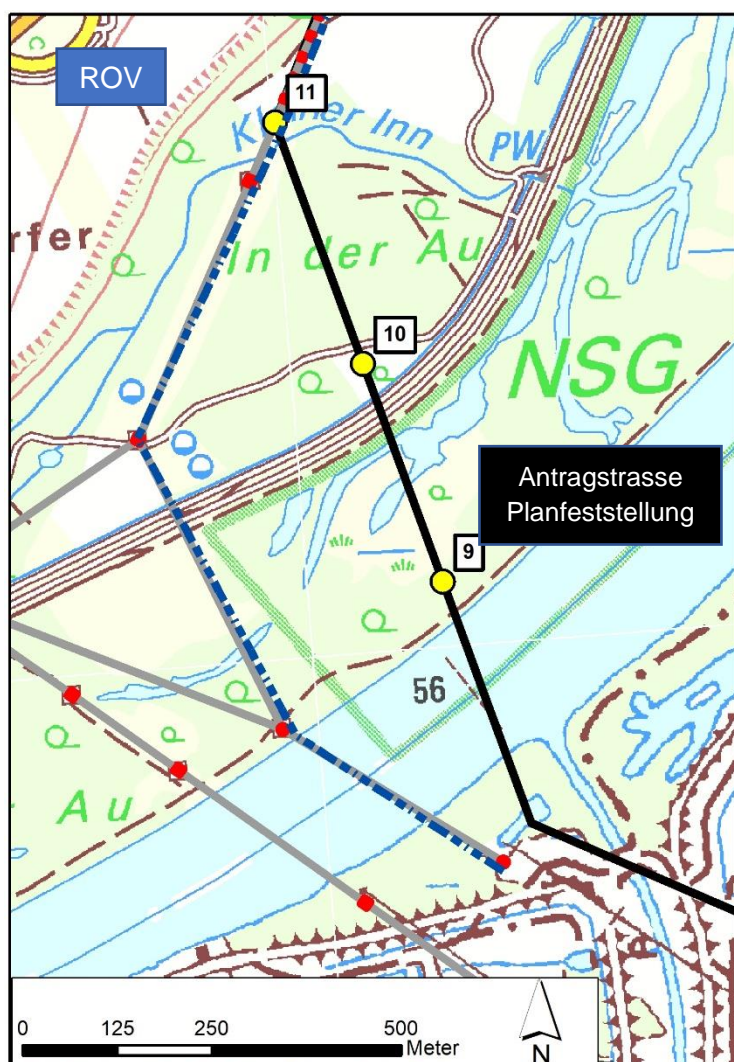 ROV
11
Kleiner Inn
PW
rfer
In der Au
10
NSG
Antragstrasse
Planfeststellung
9
56
r Au
0 125 250 500
Meter
N